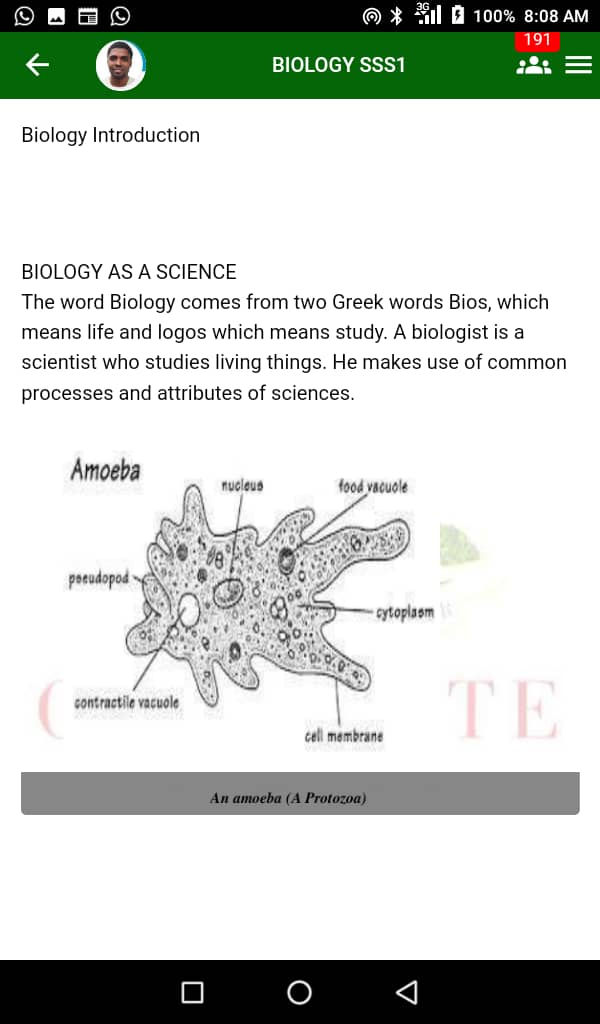 3G
100% 8:08 AM
191
BIOLOGY SSS1
Biology Introduction
BIOLOGY AS A SCIENCE
The word Biology comes from two Greek words Bios, which
means life and logos which means study. A biologist is a
scientist who studies living things. He makes use of common
processes and attributes of sciences.
Amoeba
nucleus
food vacuole
pseudopod
cytoplasm
contractile vacuole
cell membrane
TE
An amoeba (A Protozoa)